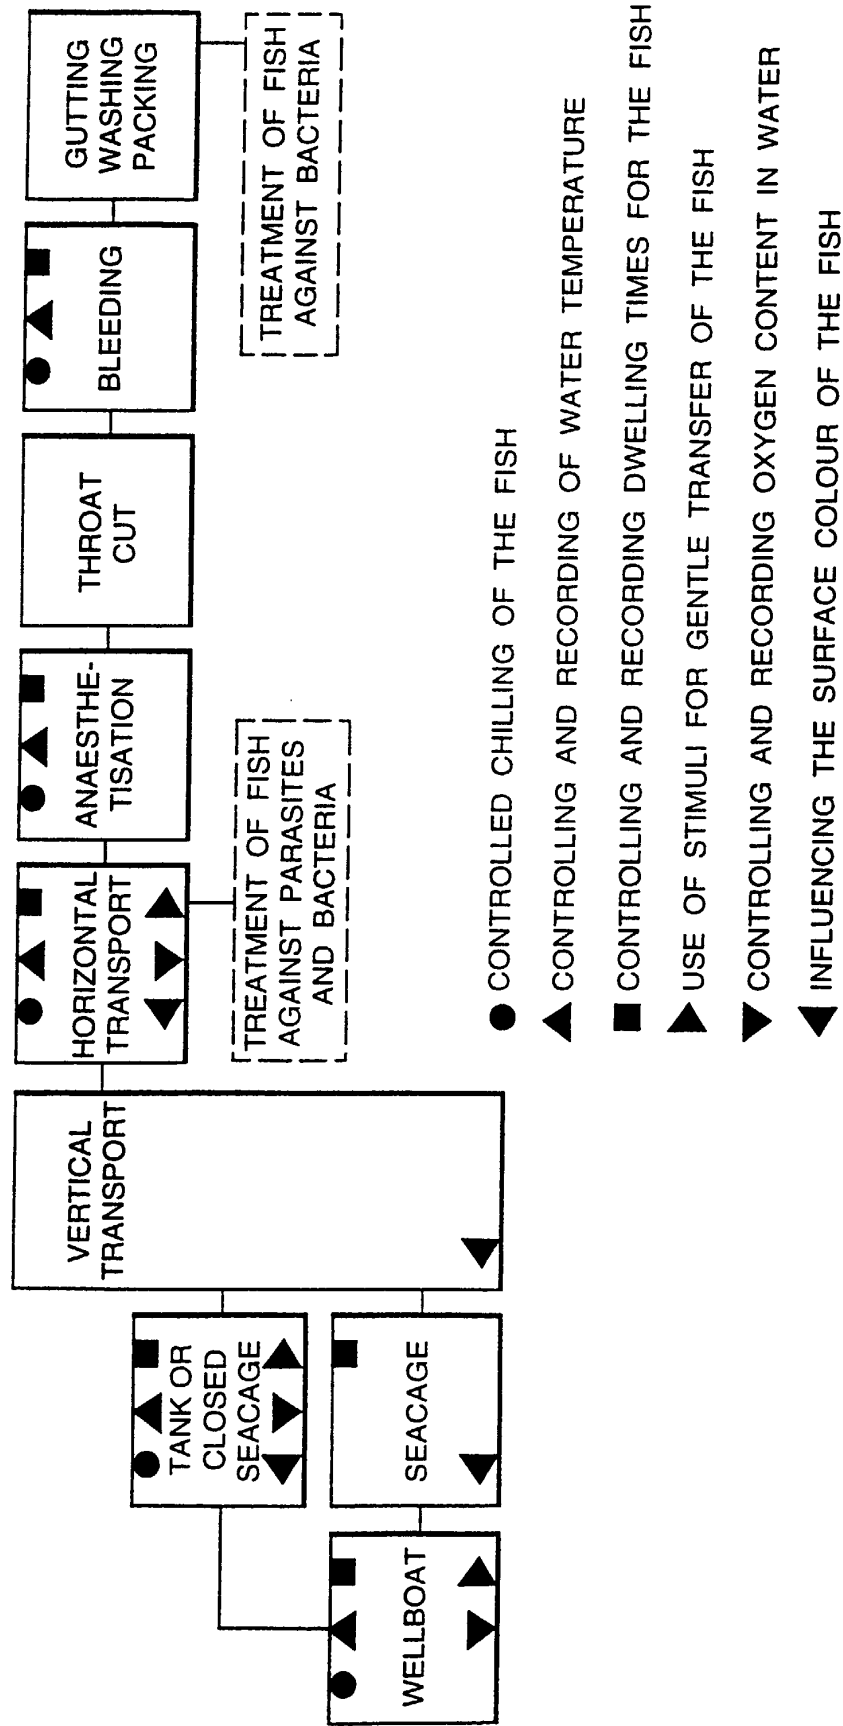 WELLBOAT
TANK OR
CLOSED
SEACAGE
SEACAGE
VERTICAL
TRANSPORT
HORIZONTAL
TRANSPORT
TREATMENT OF FISH
AGAINST PARASITES
AND BACTERIA
ANAESTHE-
TISATION
THROAT
CUT
BLEEDING
GUTTING
WASHING
PACKING
TREATMENT OF FISH
AGAINST BACTERIA
CONTROLLED CHILLING OF THE FISH
CONTROLLING AND RECORDING OF WATER TEMPERATURE
CONTROLLING AND RECORDING DWELLING TIMES FOR THE FISH
USE OF STIMULI FOR GENTLE TRANSFER OF THE FISH
CONTROLLING AND RECORDING OXYGEN CONTENT IN WATER
INFLUENCING THE SURFACE COLOUR OF THE FISH